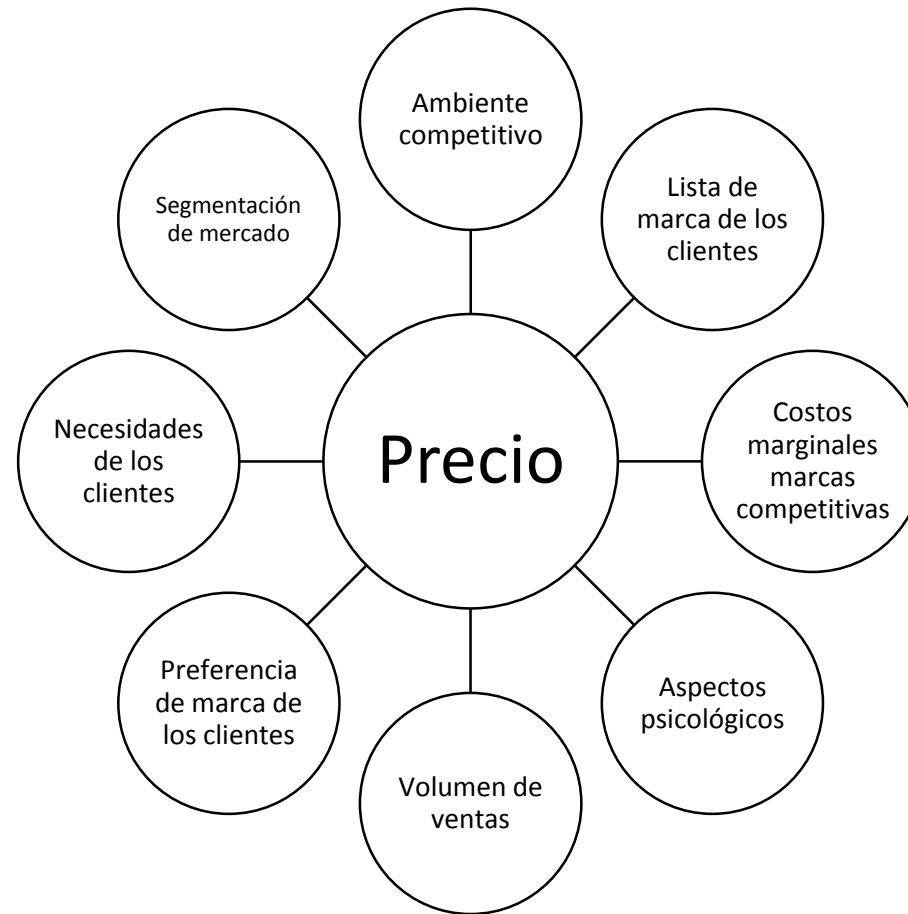 Ambiente
competitivo
Lista de
marca de los
clientes
Costos
marginales
marcas
competitivas
Aspectos
psicológicos
Volumen de
ventas
Preferencia
de marca de
los clientes
Necesidades
de los
clientes
Segmentación
de mercado
Precio